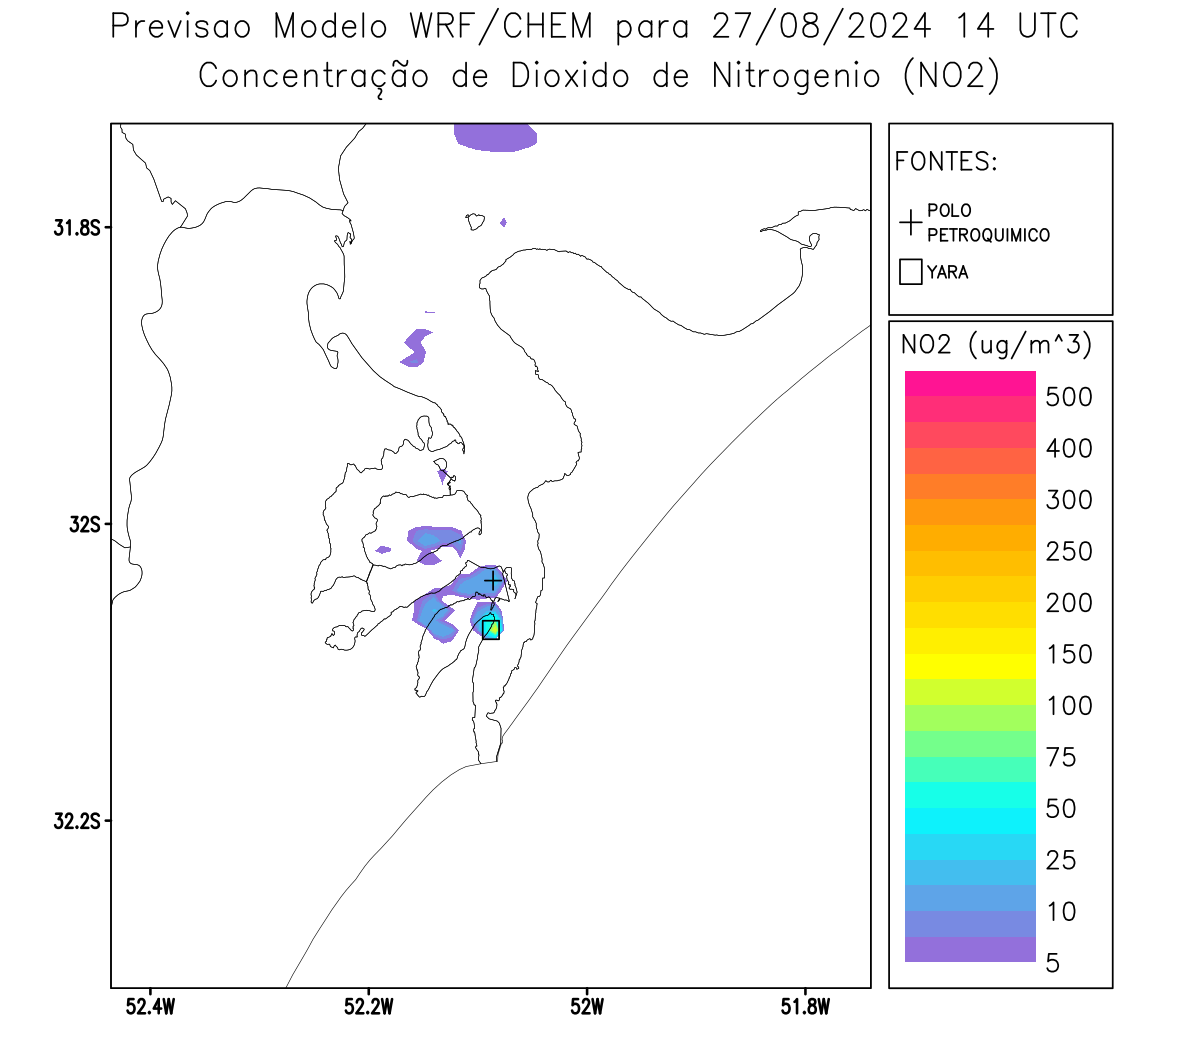 Previsao Modelo WRF/CHEM para 27/08/2024 14 UTC
Concentração de Dioxido de Nitrogenio (NO2)
FONTES:
POLO
PETROQUIMICO
YARA
NO2 (ug/m^3)
500
400
300
250
200
150
100
75
50
25
10
5
31.8S
32S
32.2S
52.4W
52.2W
52W
51.8W